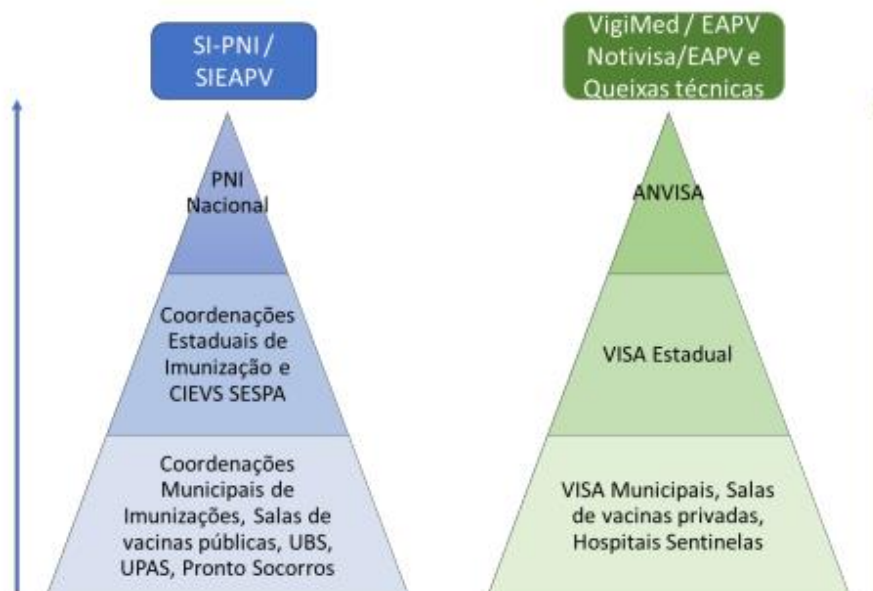 SI-PNI /
SIEAPV
PNI
Nacional
Coordenações
Estaduais de
Imunização e
CIEVS SESPA
Coordenações
Municipais de
Imunizações, Salas de
vacinas públicas, UBS,
UPAS, Pronto Socorros
VigiMed / EAPV
Notivisa/EAPV e
Queixas técnicas
ANVISA
VISA Estadual
VISA Municipais, Salas
de vacinas privadas,
Hospitais Sentinelas